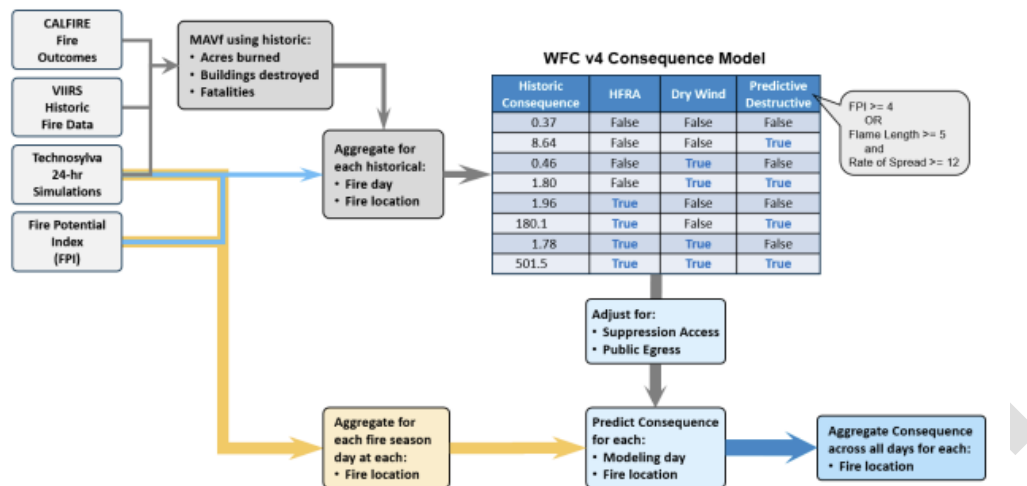 CALFIRE
Fire
Outcomes
VIIRS
Historic
Fire Data
Technosylva
24-hr
Simulations
Fire Potential
Index
(FPI)
MAVf using historic:
• Acres burned
• Buildings destroyed
• Fatalities
Aggregate for
each historical:
• Fire day
• Fire location
WFC v4 Consequence Model
Historic Consequence HFRA Dry Wind Predictive Destructive
0.37 False False False
8.64 False False True
0.46 False True False
1.80 False True True
1.96 True False False
180.1 True False True
1.78 True True False
501.5 True True True
FPI >= 4
OR
Flame Length >= 5
and
Rate of Spread >= 12
Adjust for:
• Suppression Access
• Public Egress
Aggregate for
each fire season
day at each:
• Fire location
Predict Consequence
for each:
• Modeling day
• Fire location
Aggregate Consequence
across all days for each:
• Fire location